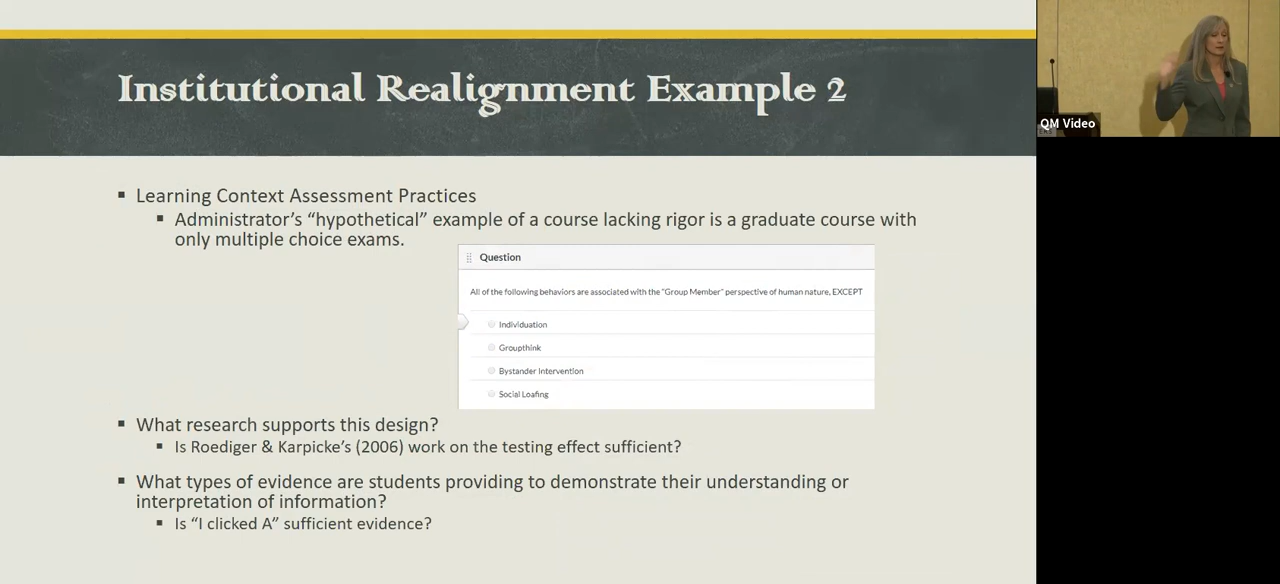 Institutional Realignment Example 2
QM Video
▪ Learning Context Assessment Practices
▪ Administrator’s “hypothetical” example of a course lacking rigor is a graduate course with
only multiple choice exams.
Question
All of the following behaviors are associated with the "Group Member" perspective of human nature, EXCEPT
Individuation
Groupthink
Bystander Intervention
Social Loafing
▪ What research supports this design?
▪ Is Roediger & Karpicke’s (2006) work on the testing effect sufficient?
▪ What types of evidence are students providing to demonstrate their understanding or
interpretation of information?
▪ Is “I clicked A” sufficient evidence?